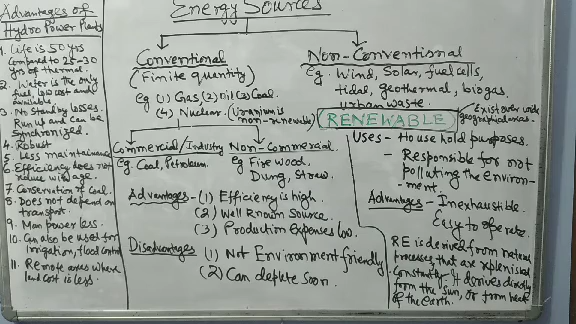 Advantages of
Hydro Power Plants
1. Life is 50 yrs
compared to 25-30
yrs of thermal.
2. Water is the only
fuel, low cost and
available.
3. No Stand by losses.
Run up and can be
Synchronized.
4. Robust
5. Less maintainance
6. Efficiency does not
reduce with age.
7 Conservation of Coal.
8. Does not depend on
transport.
9. Man power less.
10. Can also be used for
irrigation, flood control
11. Remote areas where
land cost is less.
Energy Sources
Conventional
(Finite quantity)
eg (1) Gas (2) Oil (3) Coal.
(4) Nuclear. (Uranium is
non-renewable)
Commercial/Industry
eg. Coal, Petroleum.
Non-Commercial
eg Fire wood,
Dung, Straw.
Advantages - (1) Efficiency is high.
(2) Well Known Source.
(3) Production Expenses low.
Disadvantages (1) Not Environment friendly
(2) Can deplete soon.
Non-Conventional
Eg. Wind, Solar, fuel cells,
tidal, geothermal, biogas,
urban waste.
RENEWABLE
Exist over wide
geographical areas.
Uses - House hold purposes.
- Responsible for not
polluting the environ-
-ment.
Advantages - Inexhaustible.
Easy to operate.
RE is derived from natural
processes, that are replenished
Constantly. It derives directly
from the Sun, or from heat
of the earth.